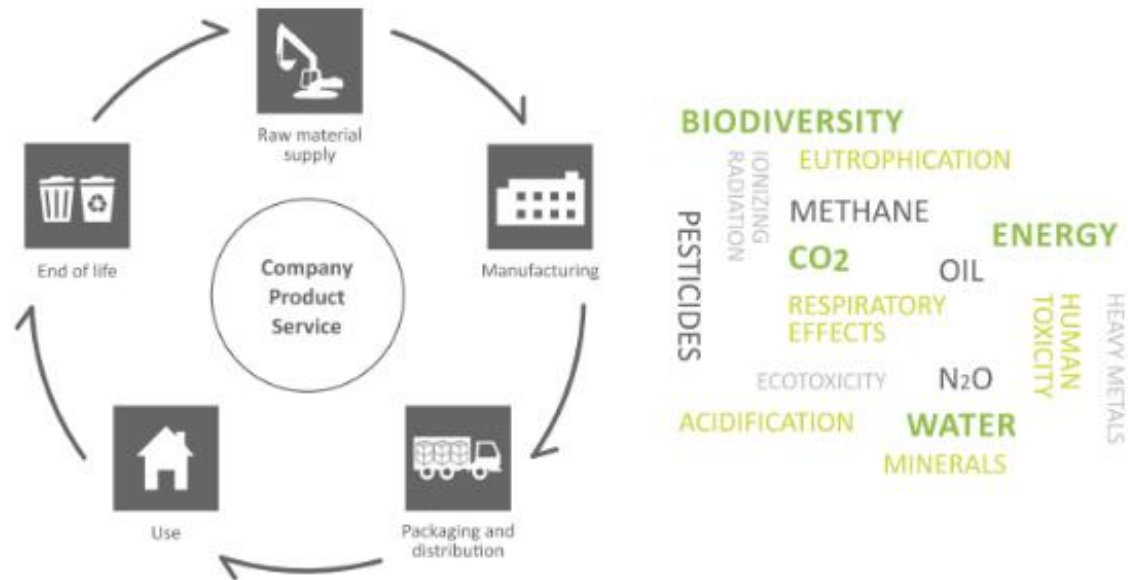 Raw material
supply
Manufacturing
Packaging and
distribution
Use
End of life
Company
Product
Service
BIODIVERSITY
EUTROPHICATION
IONIZING
RADIATION
METHANE
PESTICIDES
ENERGY
CO2
OIL
RESPIRATORY
EFFECTS
HUMAN
TOXICITY
HEAVY METALS
ECOTOXICITY
N2O
ACIDIFICATION
WATER
MINERALS